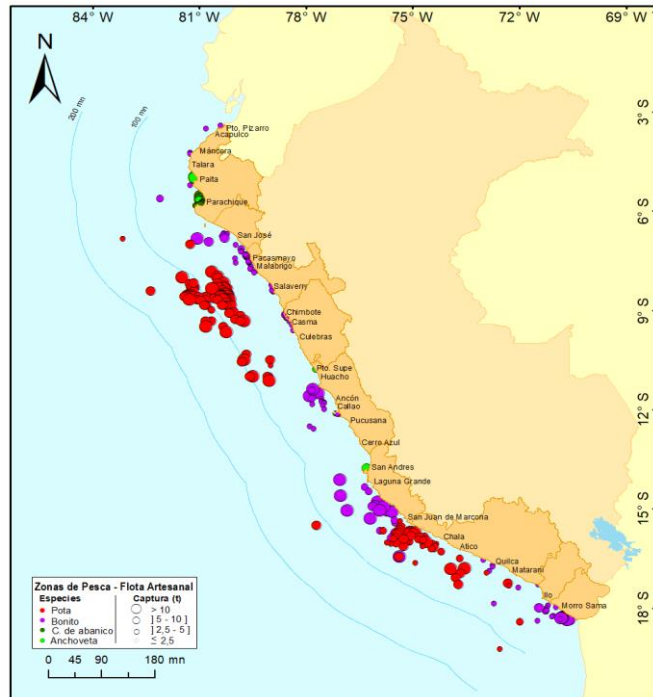 84° W 81° W 78° W 75° W 72° W 69° W
N
200 mn
100 mn
3° S
6° S
9° S
12° S
15° S
18° S
Pto. Pizarro
Acapulco
Máncora
Talara
Paita
Parachique
San José
Pacasmayo
Malabrigo
Salaverry
Chimbote
Casma
Culebras
Pto. Supe
Huacho
Ancón
Callao
Pucusana
Cerro Azul
San Andres
Laguna Grande
San Juan de Marcona
Chala
Atico
Quilca
Matarani
Ilo
Morro Sama
Zonas de Pesca - Flota Artesanal
Especies Captura (t)
Pota > 10
Bonito ] 5 - 10 ]
C. de abanico ] 2,5 - 5 ]
Anchoveta ≤ 2,5
0 45 90 180 mn